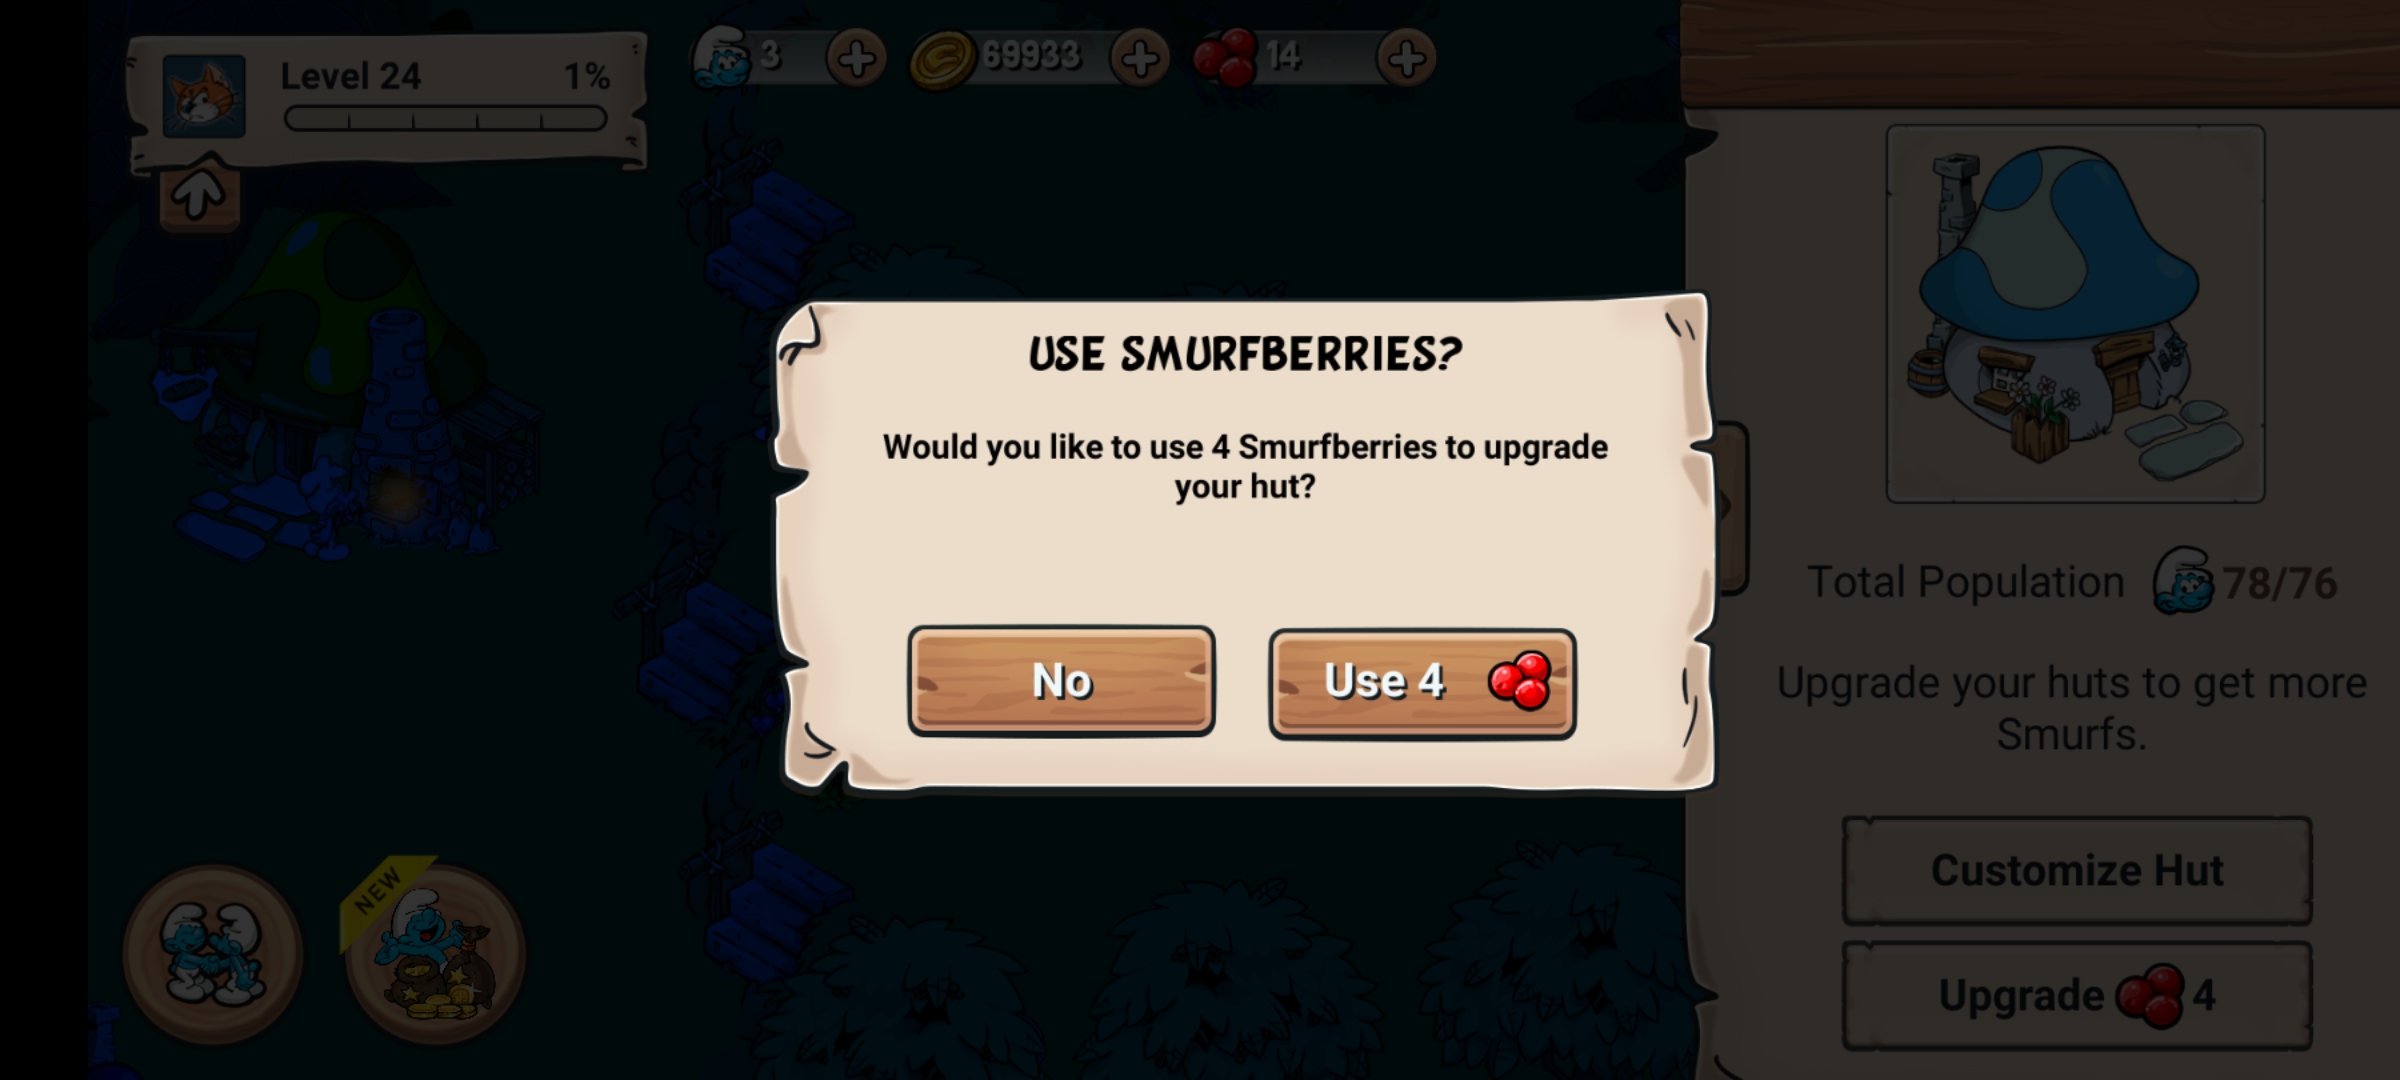 Level 24 1%
3 69933 14
USE SMURFBERRIES?
Would you like to use 4 Smurfberries to upgrade
your hut?
No
Use 4
Total Population 78/76
Upgrade your huts to get more
Smurfs.
Customize Hut
Upgrade 4
NEW